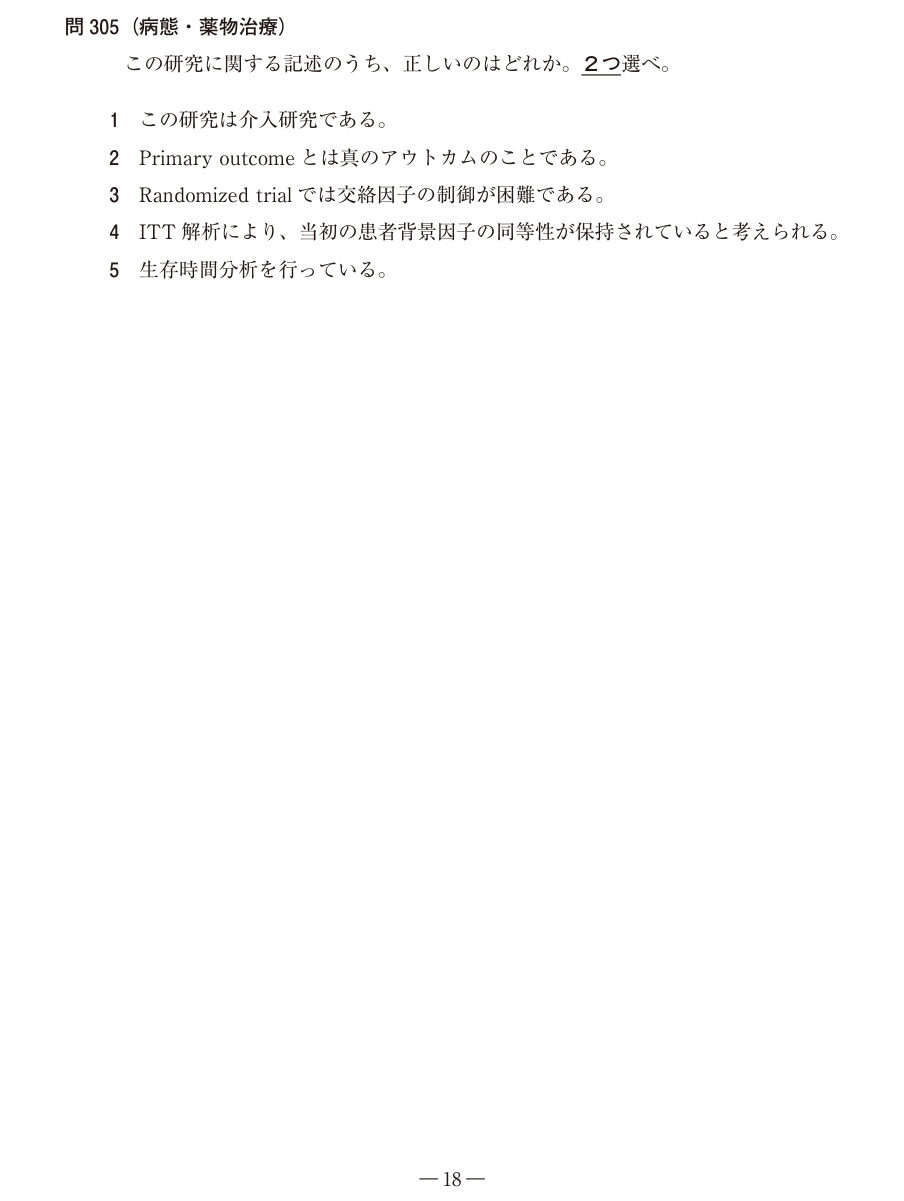 問 305（病態・薬物治療）
この研究に関する記述のうち、正しいのはどれか。２つ選べ。
1 この研究は介入研究である。
2 Primary outcome とは真のアウトカムのことである。
3 Randomized trial では交絡因子の制御が困難である。
4 ITT 解析により、当初の患者背景因子の同等性が保持されていると考えられる。
5 生存時間分析を行っている。
― 18 ―